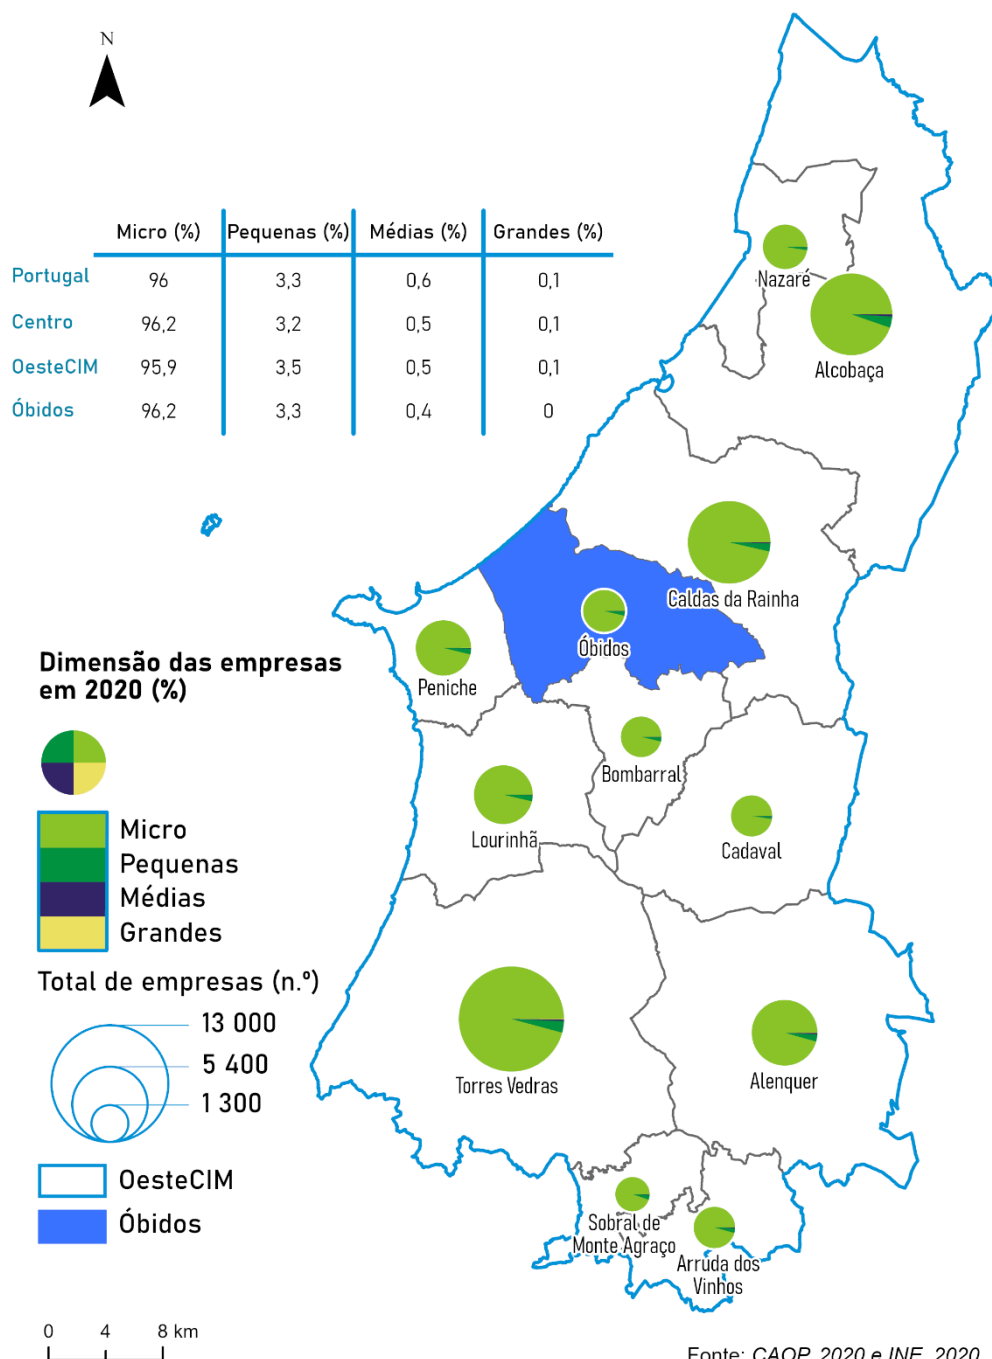 N
Micro (%) Pequenas (%) Médias (%) Grandes (%)
Portugal 96 3,3 0,6 0,1
Centro 96,2 3,2 0,5 0,1
OesteCIM 95,9 3,5 0,5 0,1
Óbidos 96,2 3,3 0,4 0
Nazaré
Alcobaça
Caldas da Rainha
Óbidos
Peniche
Bombarral
Lourinhã
Cadaval
Torres Vedras
Alenquer
Sobral de
Monte Agraço
Arruda dos
Vinhos
Dimensão das empresas
em 2020 (%)
Micro
Pequenas
Médias
Grandes
Total de empresas (n.º)
13 000
5 400
1 300
OesteCIM
Óbidos
0 4 8 km
Fonte: CAOP, 2020 e INE, 2020